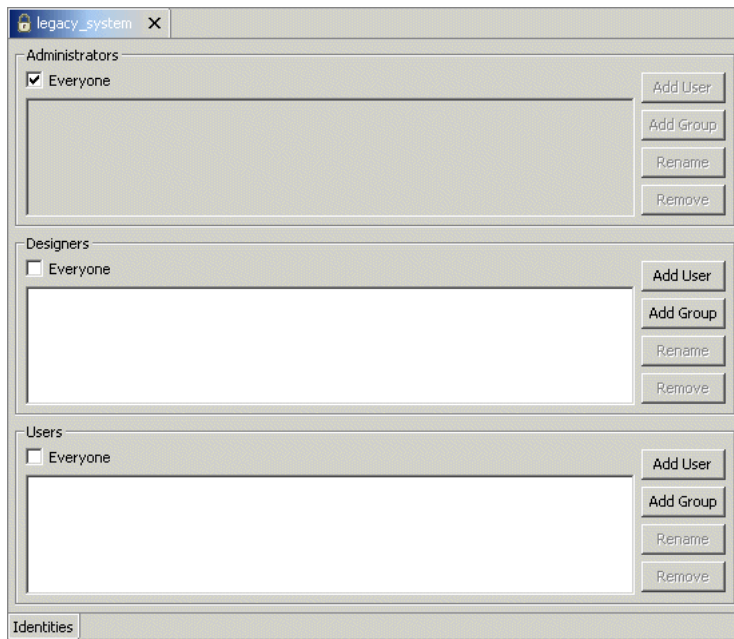 legacy_system
Administrators
Everyone
Add User
Add Group
Rename
Remove
Designers
Everyone
Add User
Add Group
Rename
Remove
Users
Everyone
Add User
Add Group
Rename
Remove
Identities